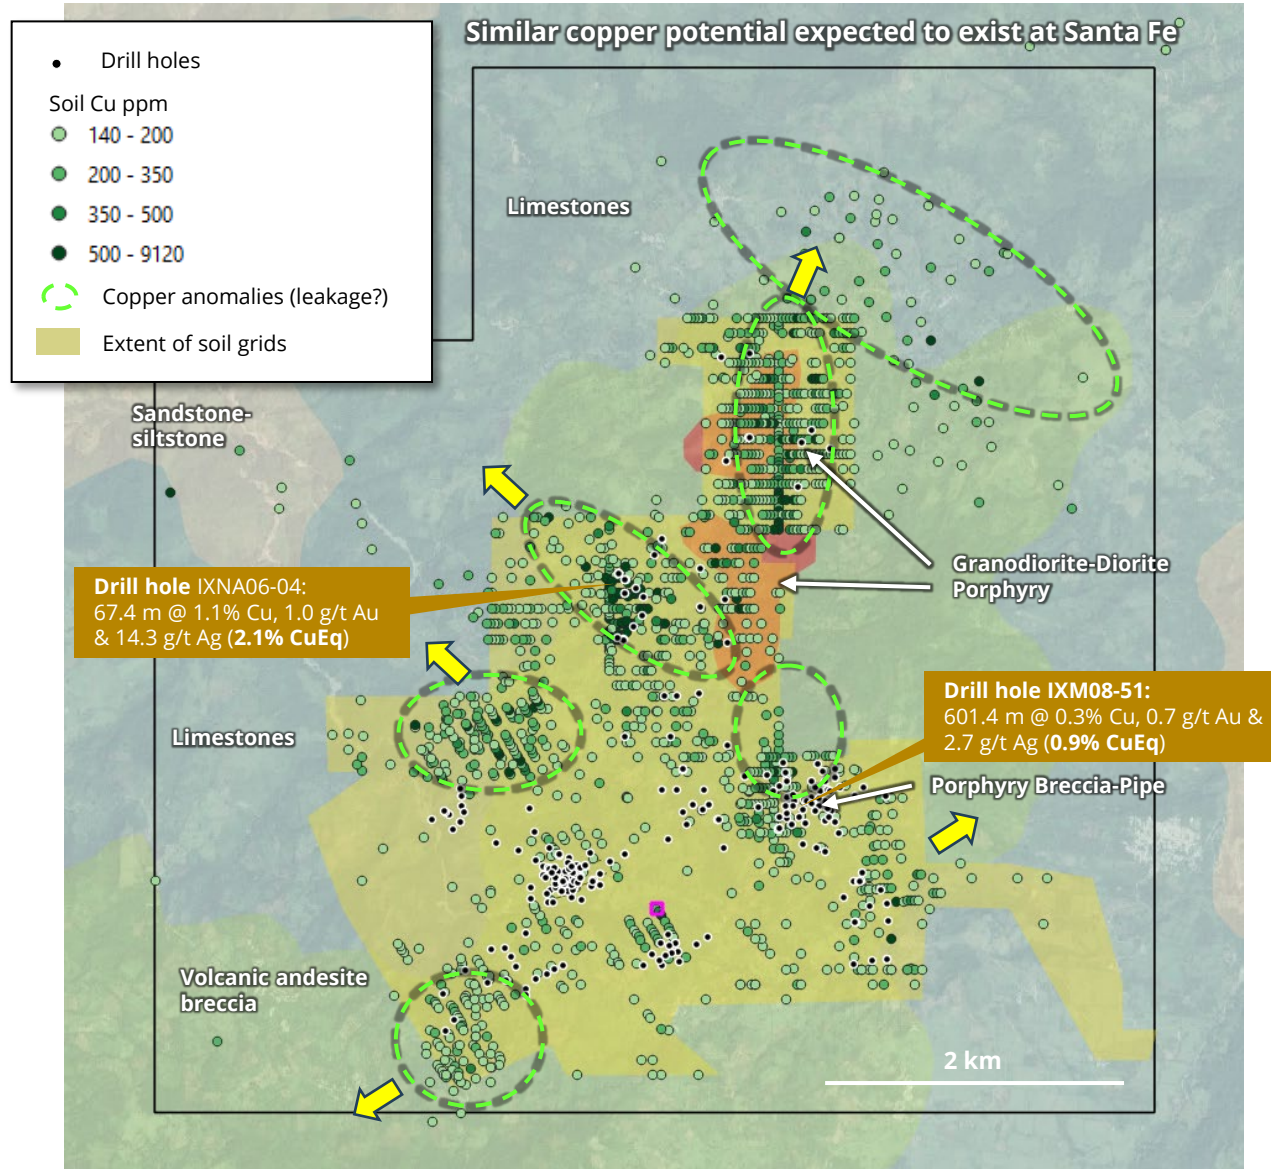 Similar copper potential expected to exist at Santa Fe
Drill holes
Soil Cu ppm
140 - 200
200 - 350
350 - 500
500 - 9120
Copper anomalies (leakage?)
Extent of soil grids
Limestones
Sandstone-
siltstone
Granodiorite-Diorite
Porphyry
Drill hole IXNA06-04:
67.4 m @ 1.1% Cu, 1.0 g/t Au
& 14.3 g/t Ag (2.1% CuEq)
Drill hole IXM08-51:
601.4 m @ 0.3% Cu, 0.7 g/t Au &
2.7 g/t Ag (0.9% CuEq)
Limestones
Porphyry Breccia-Pipe
Volcanic andesite
breccia
2 km